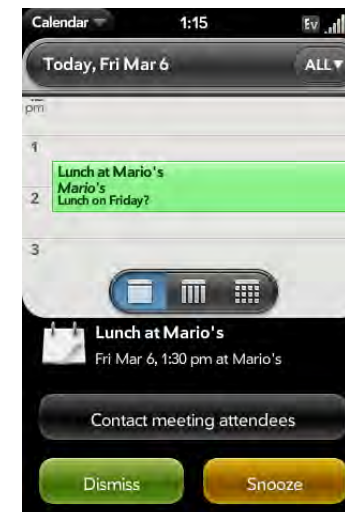 Calendar 1:15 Ev
Today, Fri Mar 6 ALL
pm
1
Lunch at Mario's
Mario's
2 Lunch on Friday?
3
Lunch at Mario's
Fri Mar 6, 1:30 pm at Mario's
Contact meeting attendees
Dismiss Snooze